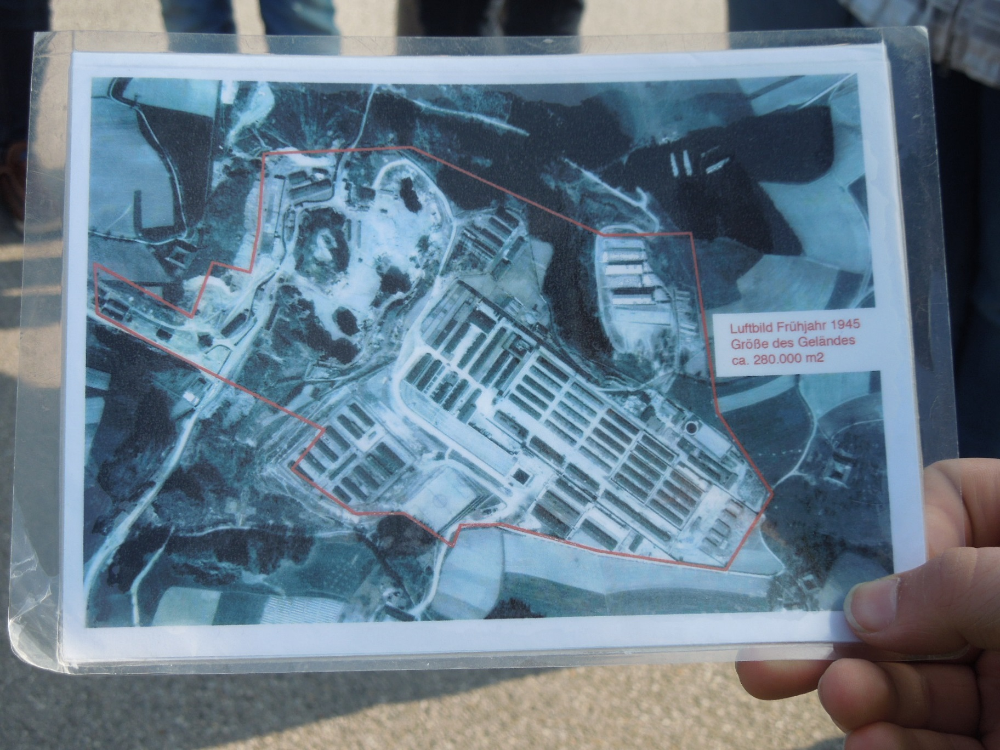 Luftbild Frühjahr 1945
Größe des Geländes
ca. 280.000 m2